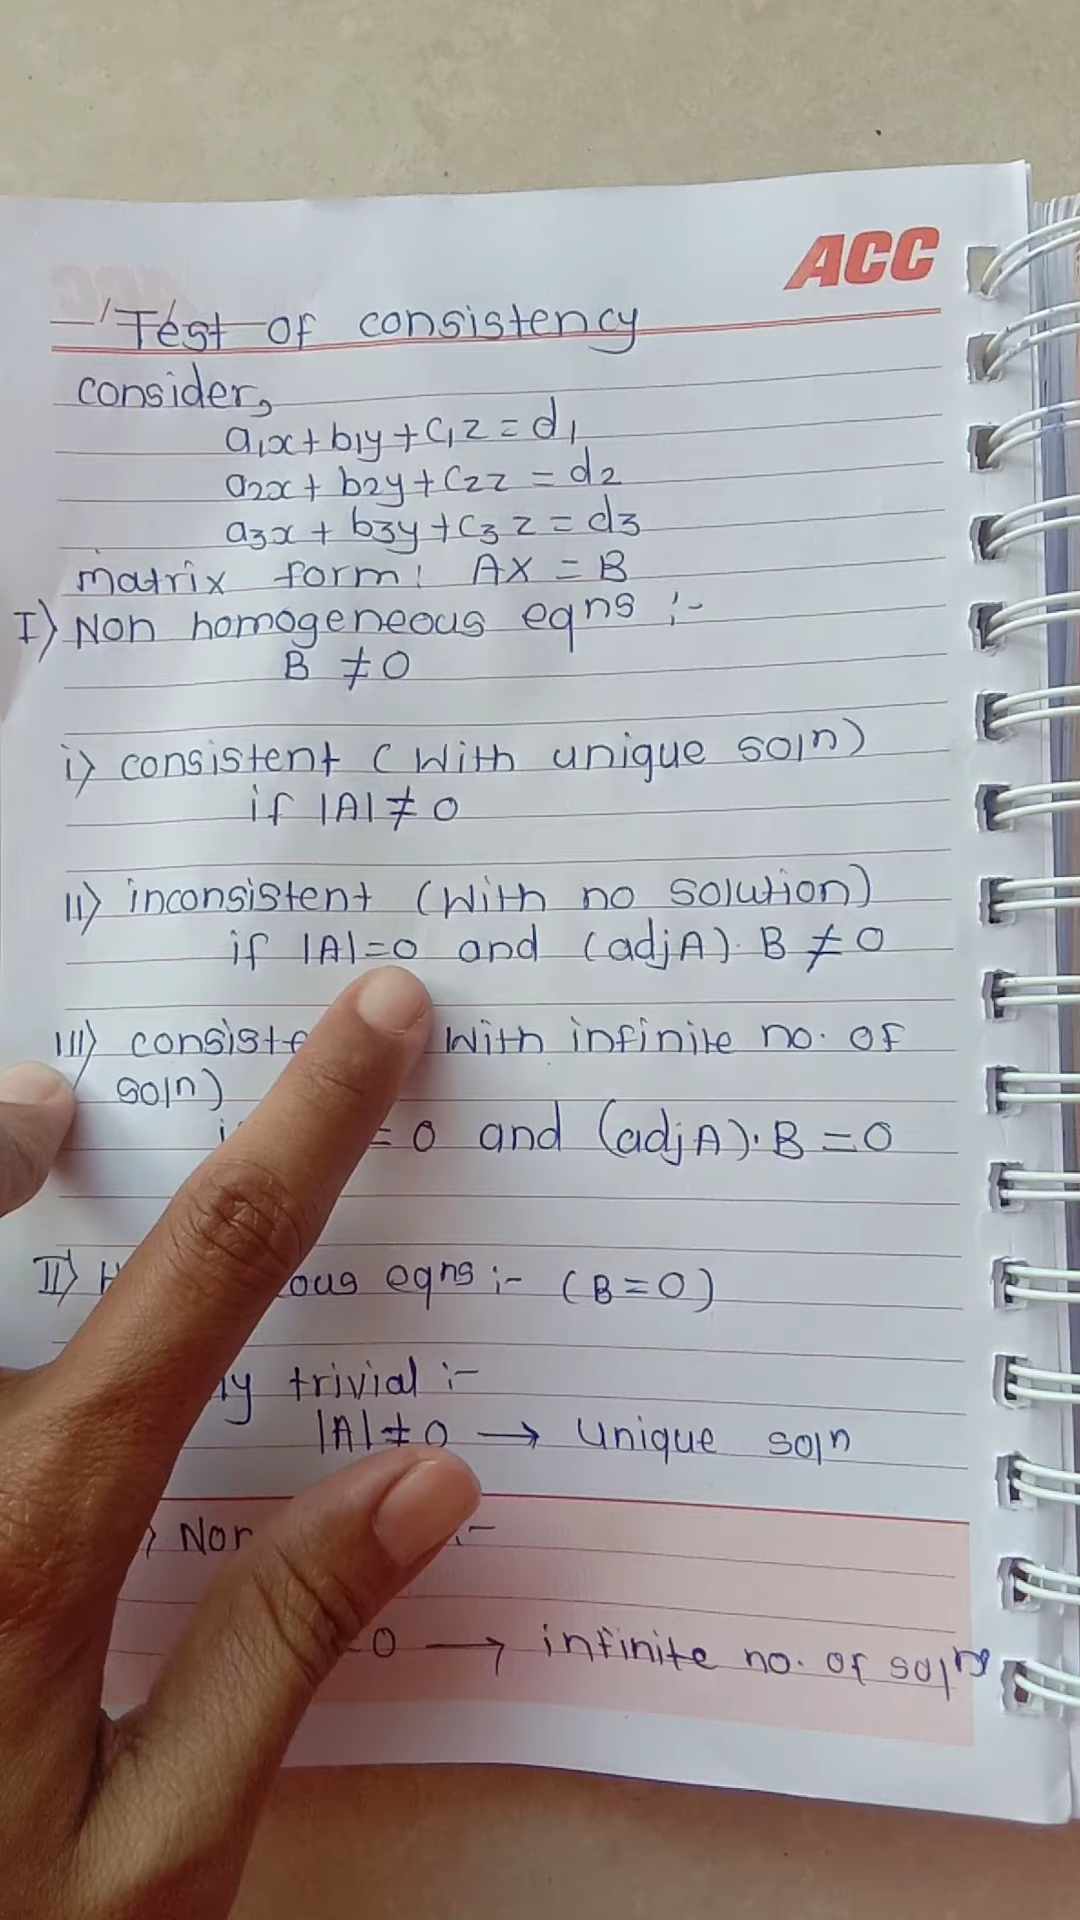 ACC
Test of consistency
consider,
a1x+b1y+c1z=d1
a2x+b2y+c2z=d2
a3x+b3y+c3z=d3
matrix form: AX=B
I) Non homogeneous eqns :-
B ≠ 0
i) consistent (With unique soln)
if |A| ≠ 0
ii) inconsistent (With no solution)
if |A|=0 and (adjA)·B ≠ 0
iii) With infinite no. of
soln)
= 0 and (adjA)·B = 0
II) eqns :- (B=0)
trivial :-
|A| ≠ 0 → unique soln
0 → infinite no. of solns